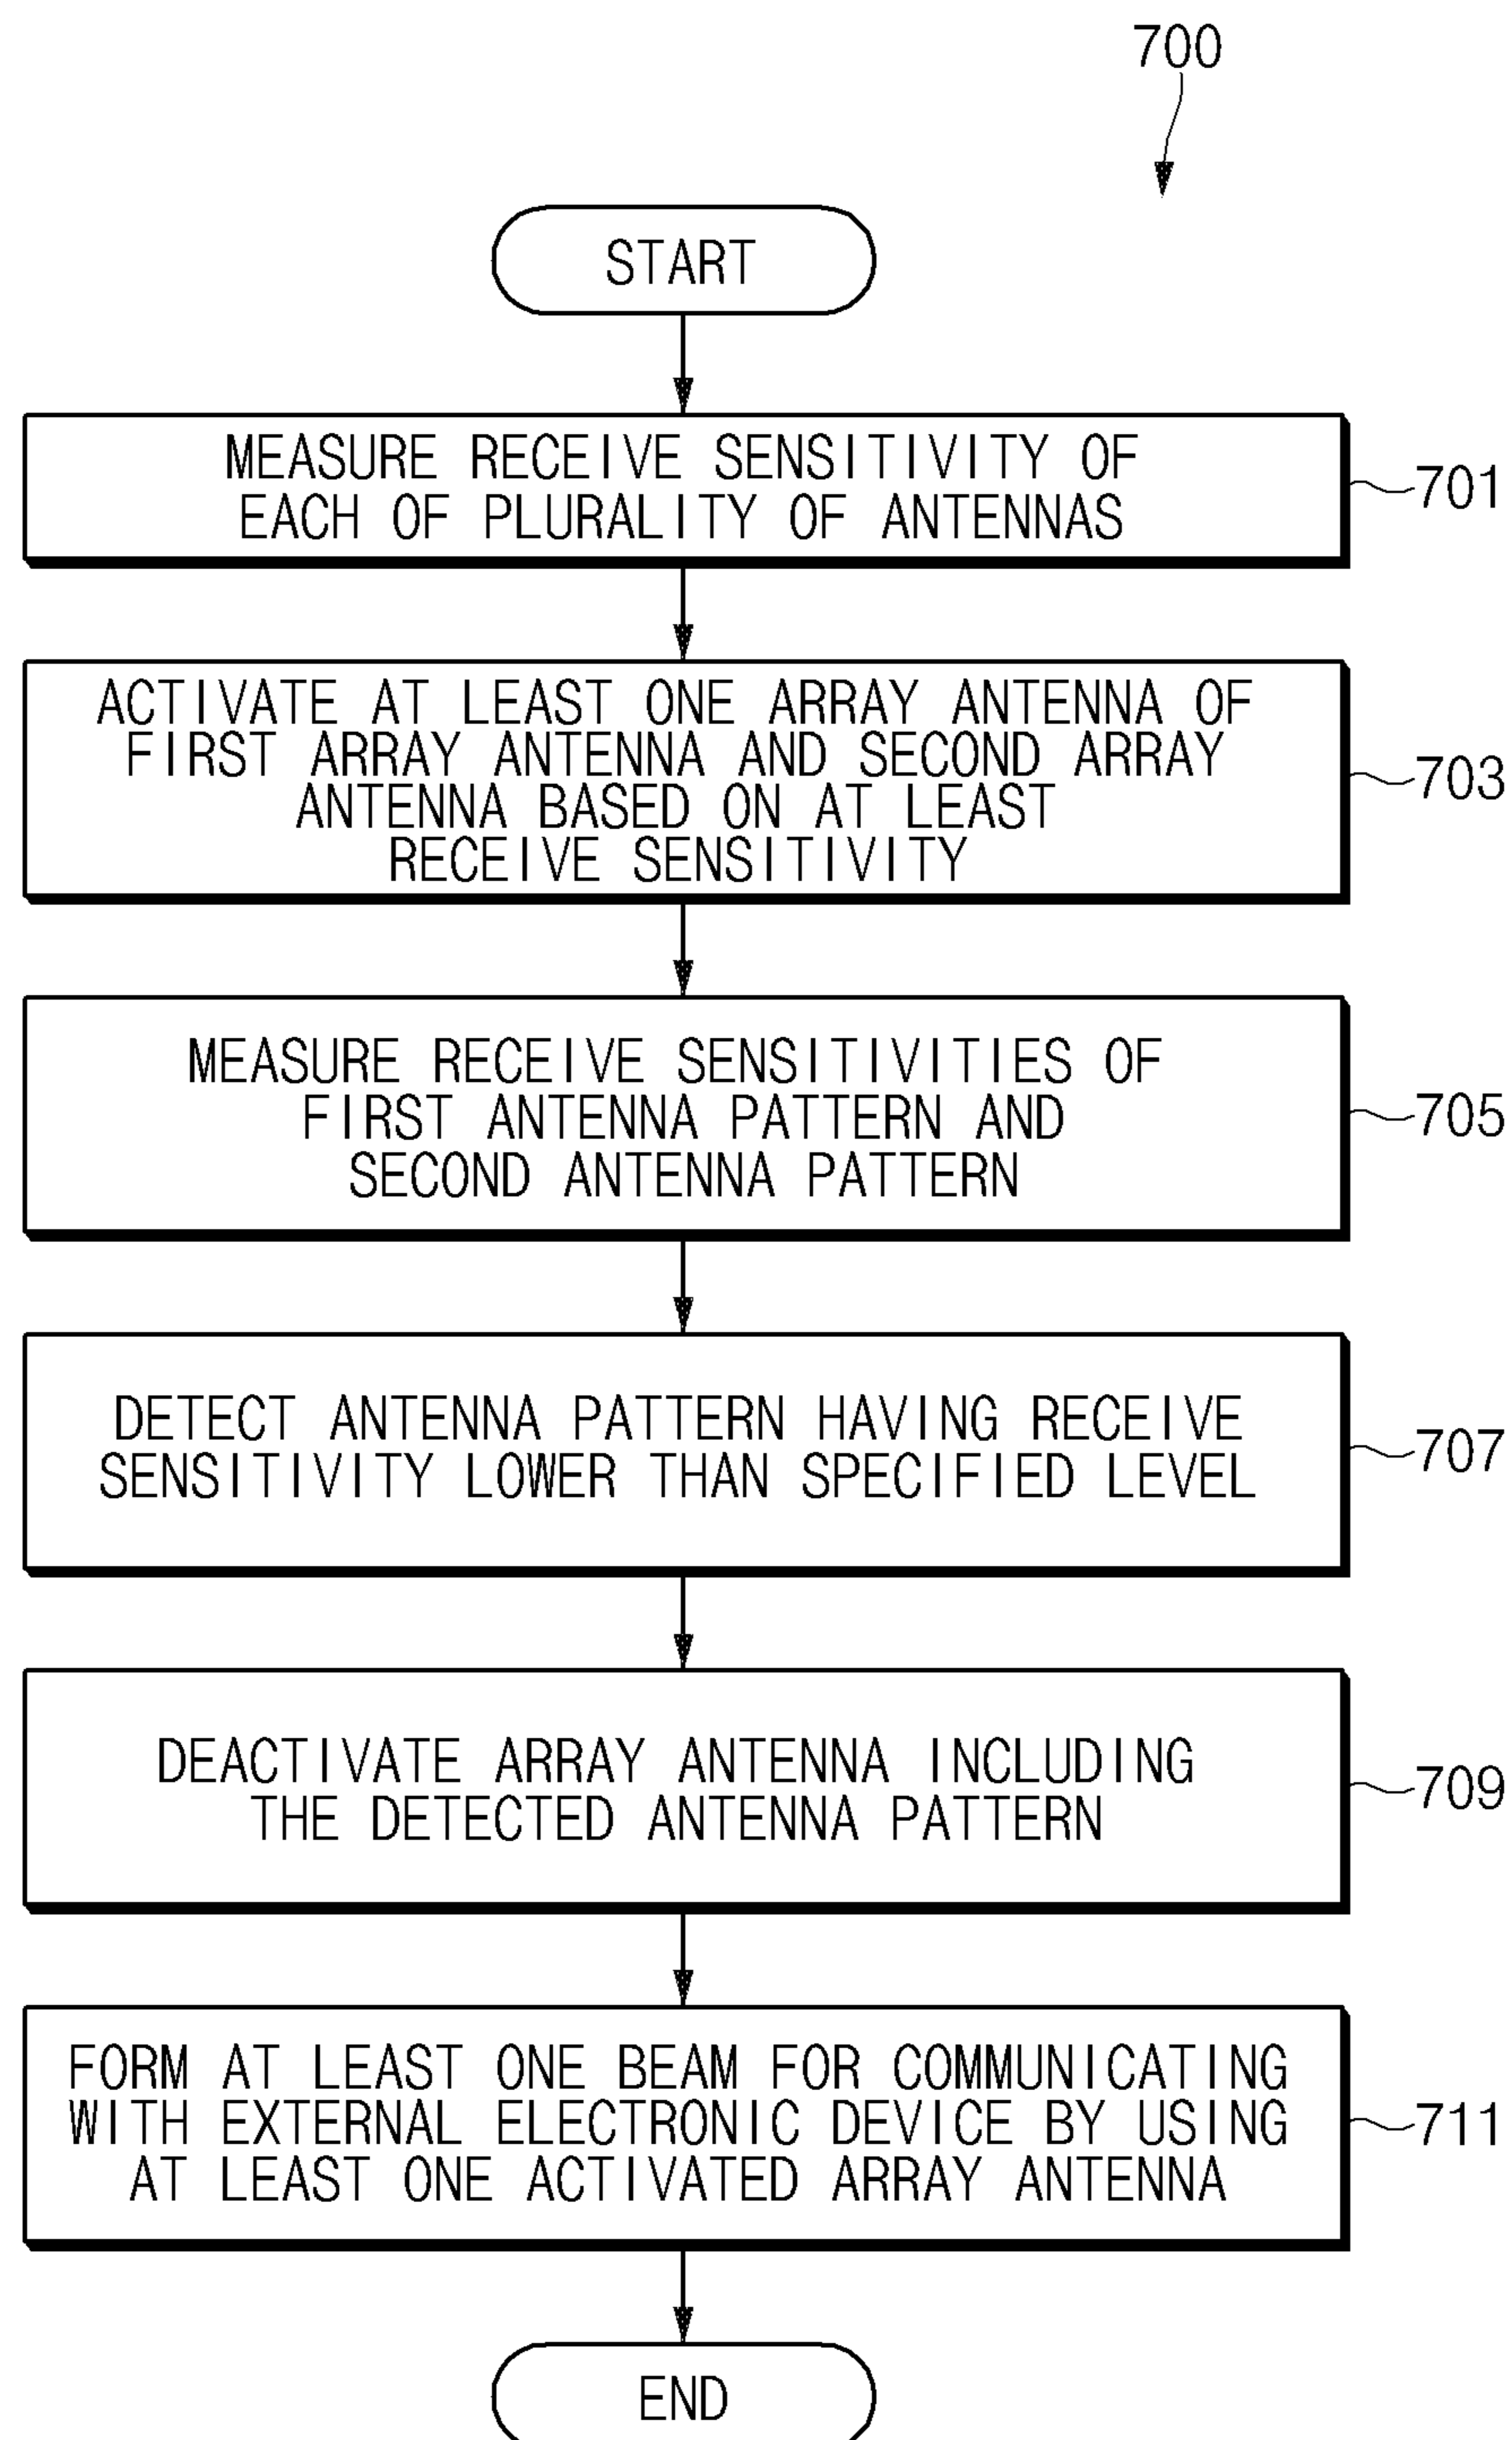 700
START
MEASURE RECEIVE SENSITIVITY OF
EACH OF PLURALITY OF ANTENNAS
701
ACTIVATE AT LEAST ONE ARRAY ANTENNA OF
FIRST ARRAY ANTENNA AND SECOND ARRAY
ANTENNA BASED ON AT LEAST
RECEIVE SENSITIVITY
703
MEASURE RECEIVE SENSITIVITIES OF
FIRST ANTENNA PATTERN AND
SECOND ANTENNA PATTERN
705
DETECT ANTENNA PATTERN HAVING RECEIVE
SENSITIVITY LOWER THAN SPECIFIED LEVEL
707
DEACTIVATE ARRAY ANTENNA INCLUDING
THE DETECTED ANTENNA PATTERN
709
FORM AT LEAST ONE BEAM FOR COMMUNICATING
WITH EXTERNAL ELECTRONIC DEVICE BY USING
AT LEAST ONE ACTIVATED ARRAY ANTENNA
711
END